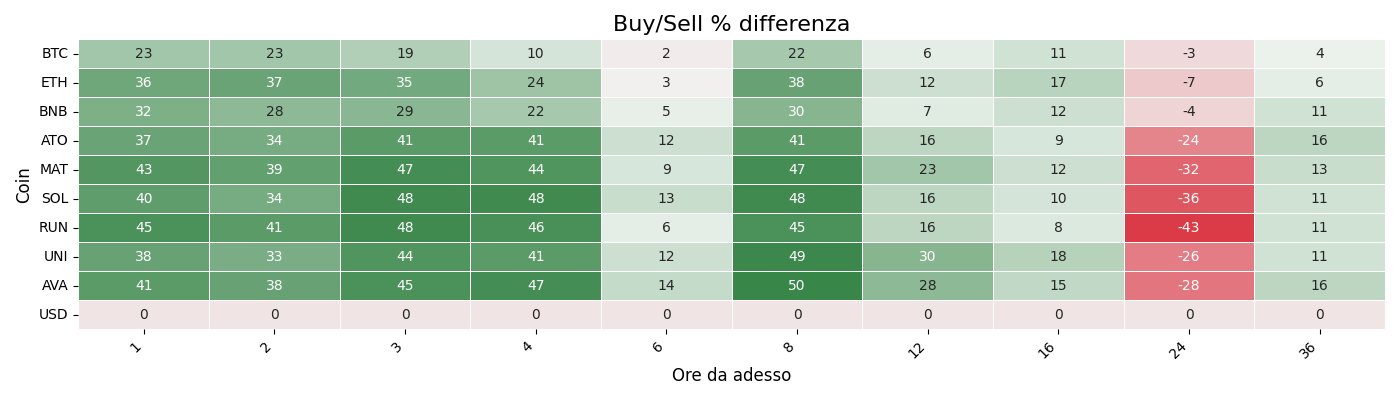 Buy/Sell % differenza
Coin
BTC 23 23 19 10 2 22 6 11 -3 4
ETH 36 37 35 24 3 38 12 17 -7 6
BNB 32 28 29 22 5 30 7 12 -4 11
ATO 37 34 41 41 12 41 16 9 -24 16
MAT 43 39 47 44 9 47 23 12 -32 13
SOL 40 34 48 48 13 48 16 10 -36 11
RUN 45 41 48 46 6 45 16 8 -43 11
UNI 38 33 44 41 12 49 30 18 -26 11
AVA 41 38 45 47 14 50 28 15 -28 16
USD 0 0 0 0 0 0 0 0 0 0
1 2 3 4 6 8 12 16 24 36
Ore da adesso